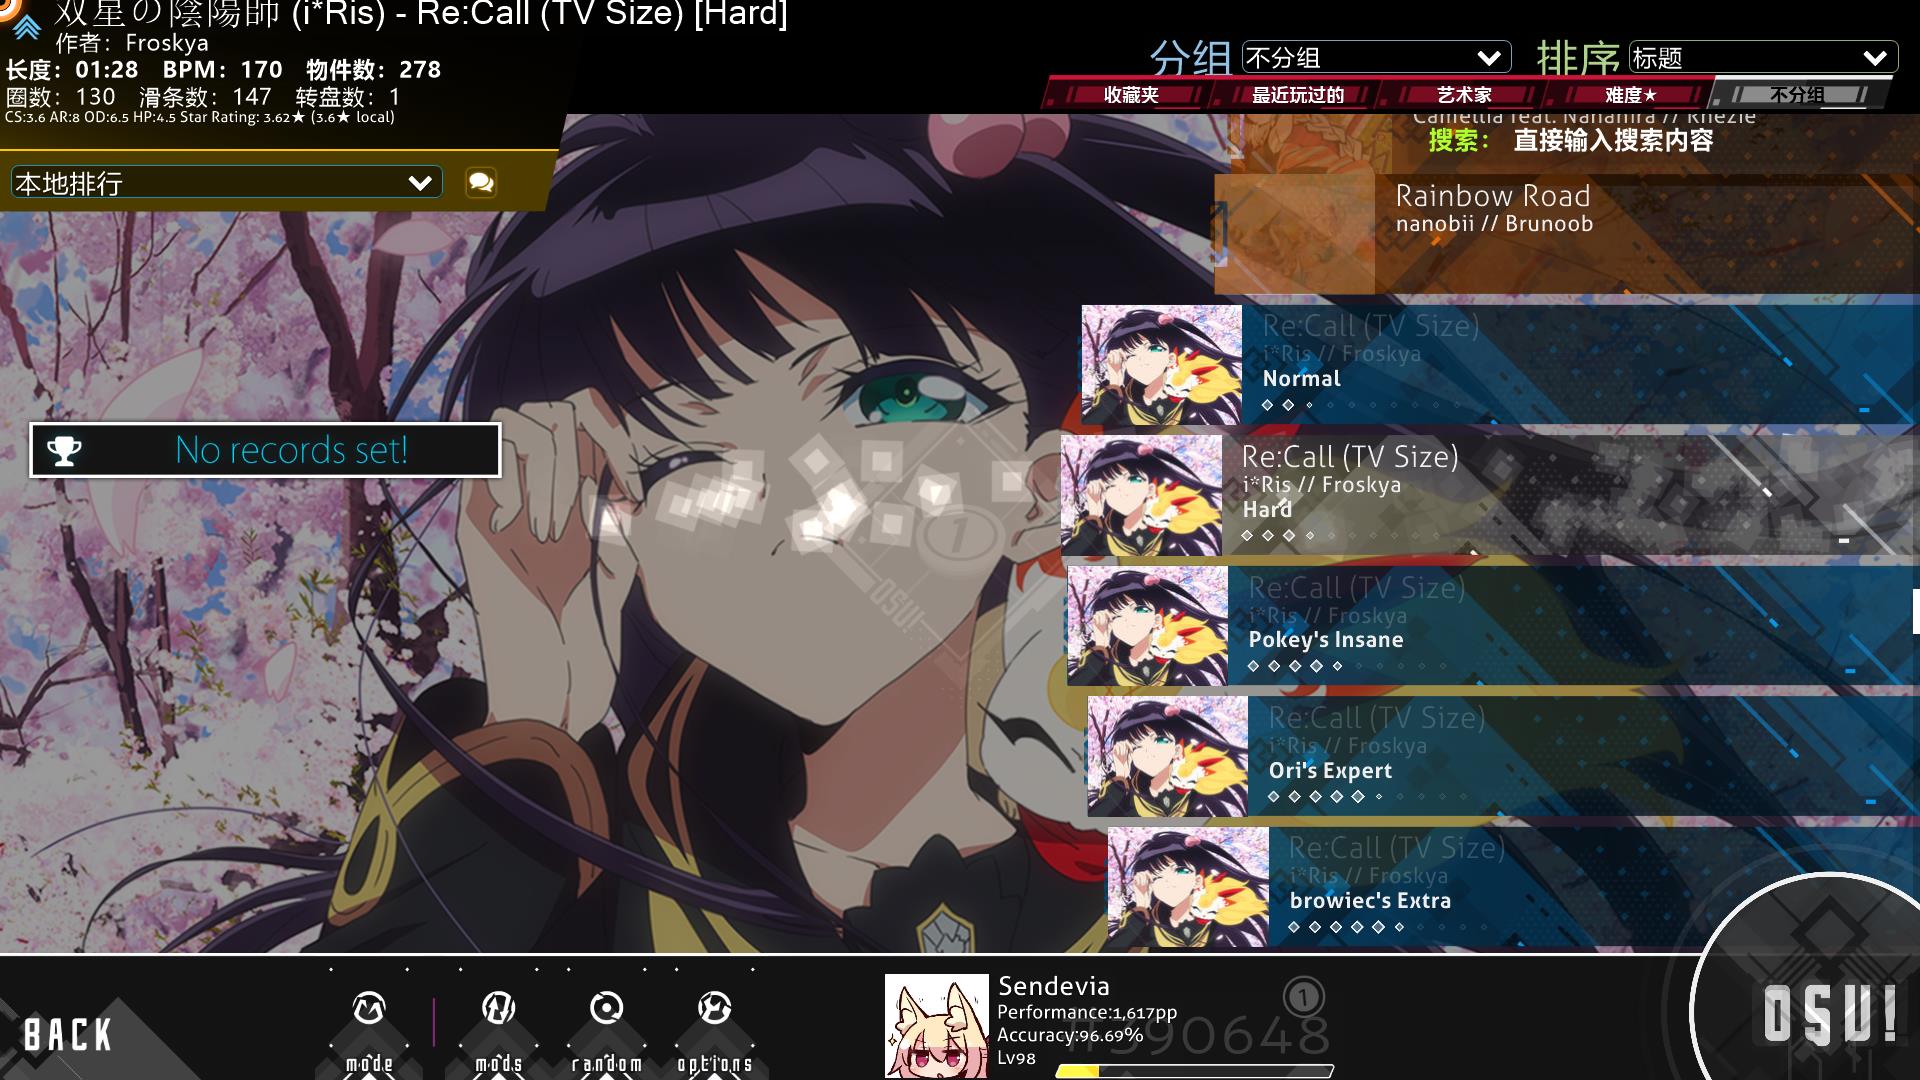 双星の陰陽師 (i*Ris) - Re:Call (TV Size) [Hard]
作者：Froskya
长度：01:28 BPM：170 物件数：278
圈数：130 滑条数：147 转盘数：1
CS:3.6 AR:8 OD:6.5 HP:4.5 Star Rating: 3.62★ (3.6★ local)
本地排行
分组 不分组
排序 标题
收藏夹 最近玩过的 艺术家 难度★ 不分组
Camellia feat. Nanahira // Rhezie
搜索： 直接输入搜索内容
Rainbow Road
nanobii // Brunoob
Re:Call (TV Size)
i*Ris // Froskya
Normal
Re:Call (TV Size)
i*Ris // Froskya
Hard
Re:Call (TV Size)
i*Ris // Froskya
Pokey's Insane
Re:Call (TV Size)
i*Ris // Froskya
Ori's Expert
Re:Call (TV Size)
i*Ris // Froskya
browiec's Extra
No records set!
1
OSU!
BACK
mode
mods
random
options
Sendevia
Performance:1,617pp
Accuracy:96.69%
Lv98
#390648
1
OSU!